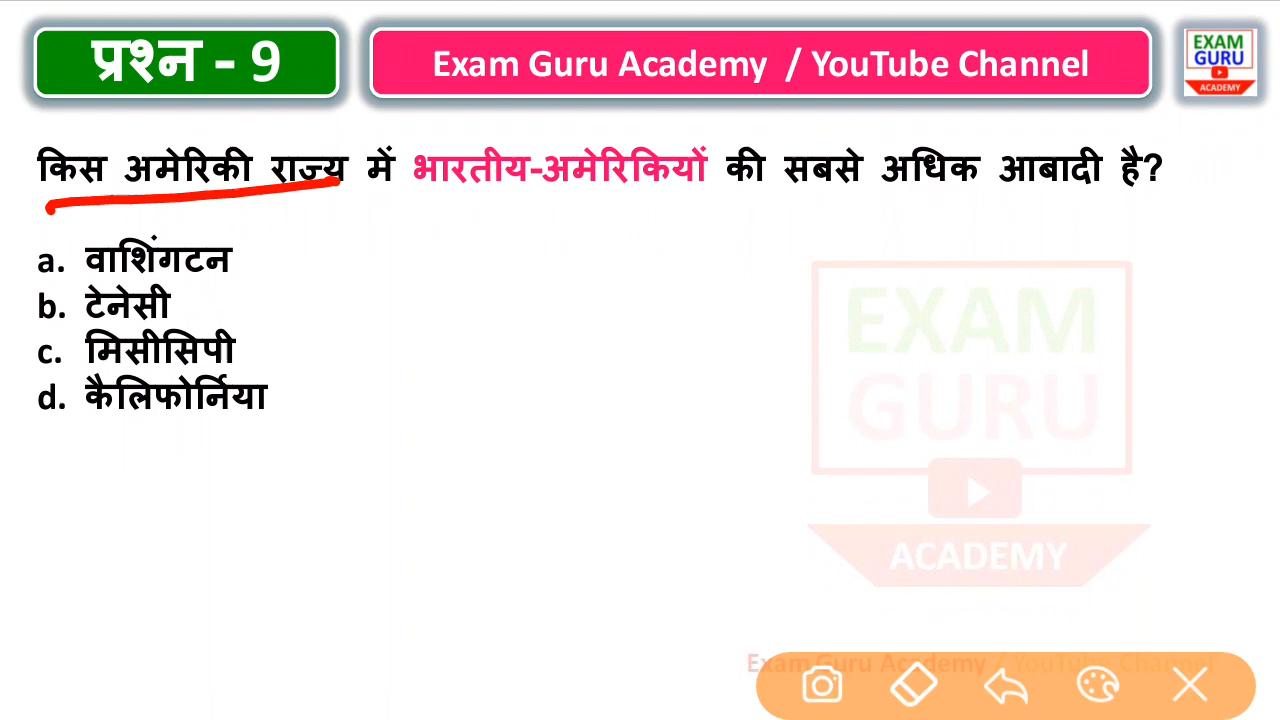 प्रश्न - 9
Exam Guru Academy / YouTube Channel
EXAM
GURU
ACADEMY
किस अमेरिकी राज्य में भारतीय-अमेरिकियों की सबसे अधिक आबादी है?
a. वाशिंगटन
b. टेनेसी
c. मिसीसिपी
d. कैलिफोर्निया
EXAM
GURU
ACADEMY
Exam Guru Academy / YouTube Channel